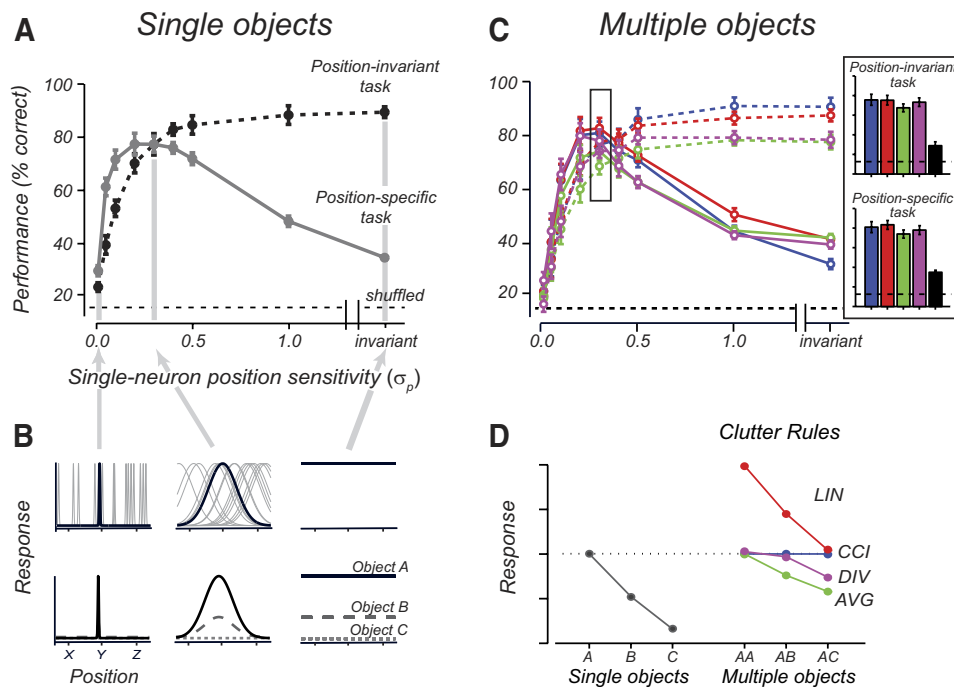 A
Single objects
Position-invariant
task
100
80
60
40
20
Performance (% correct)
Position-specific
task
shuffled
0.0
0.5
1.0
invariant
Single-neuron position sensitivity (σp)
C
Multiple objects
100
80
60
40
20
0.0
0.5
1.0
invariant
Position-invariant
task
Position-specific
task
B
Response
Object A
Object B
Object C
X
Y
Z
Position
D
Clutter Rules
Response
LIN
CCI
DIV
AVG
A
B
C
AA
AB
AC
Single objects
Multiple objects